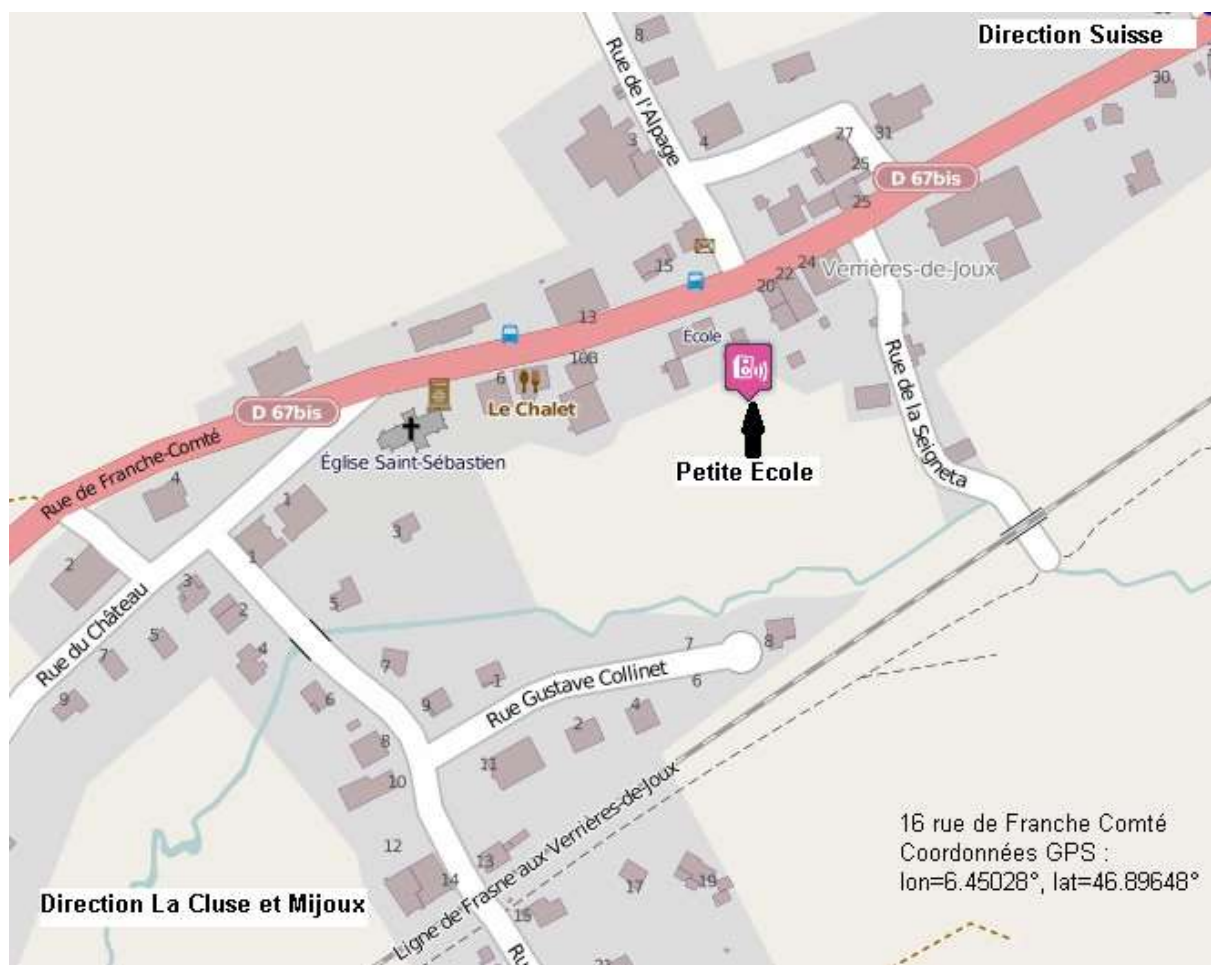 Direction Suisse
8
30
Rue de l'Alpage
3
4
27
31
25
D 67bis
25
15
24
22
20
Verrières-de-Joux
13
Ecole
10B
6
Le Chalet
D 67bis
Église Saint-Sébastien
Petite Ecole
Rue de la Seigneta
Rue de Franche-Comté
4
1
3
1
2
3
2
5
5
7
4
Rue du Château
9
6
7
1
7
8
9
Rue Gustave Collinet
6
2
4
8
11
10
12
13
14
15
17
19
Ligne de Frasne aux Verrières-de-Joux
16 rue de Franche Comté
Coordonnées GPS :
lon=6.45028°, lat=46.89648°
Direction La Cluse et Mijoux